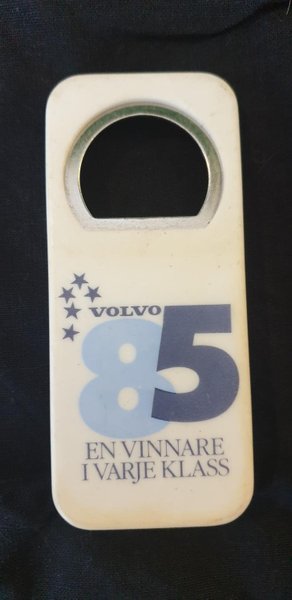 VOLVO
85
EN VINNARE
I VARJE KLASS